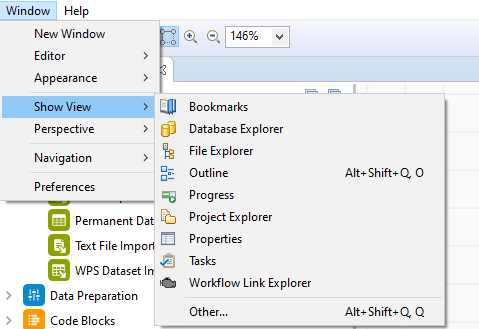 Window Help
New Window
146%
Editor
Appearance
Show View
Bookmarks
Perspective
Database Explorer
File Explorer
Navigation
Outline Alt+Shift+Q, O
Preferences
Progress
Permanent Dat
Project Explorer
Text File Import
Properties
WPS Dataset Im
Tasks
Workflow Link Explorer
Data Preparation
Other... Alt+Shift+Q, Q
Code Blocks